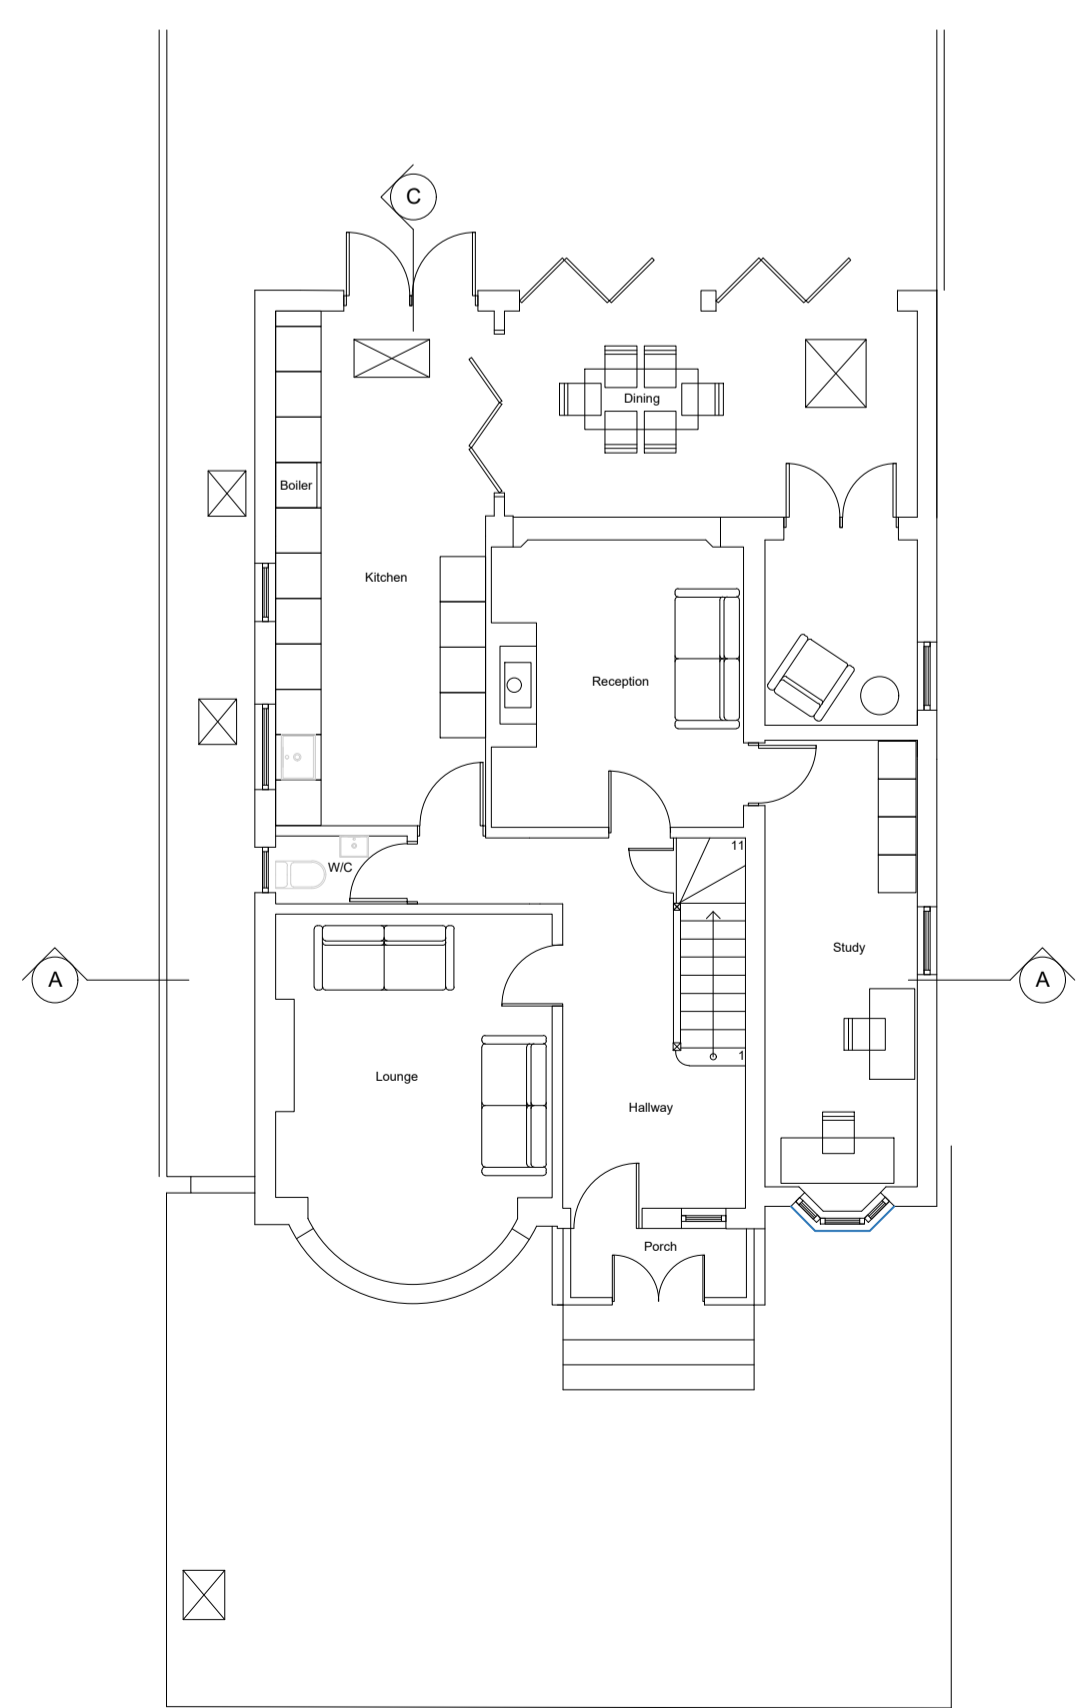 C
Dining
Boiler
Kitchen
Reception
11
W/C
Study
A
A
1
Lounge
Hallway
Porch